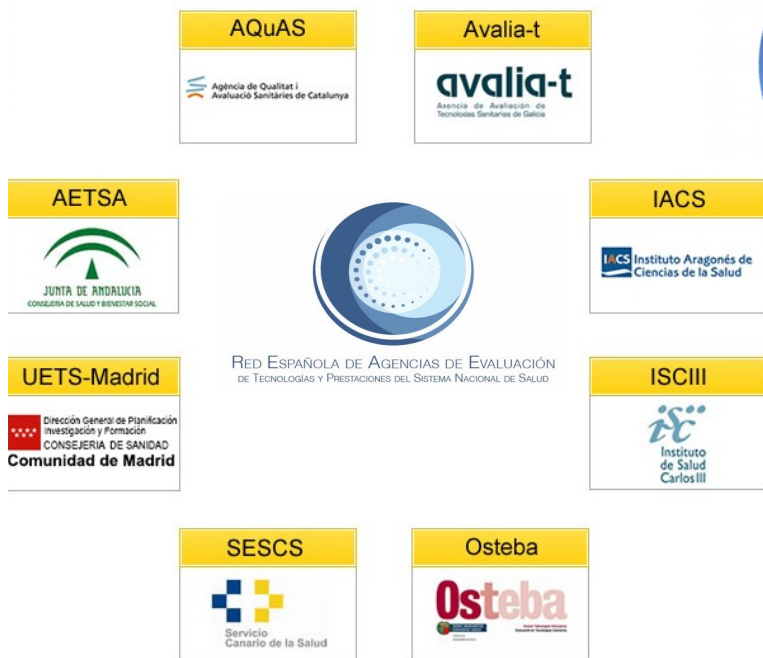 AQuAS
Agència de Qualitat i
Avaluació Sanitàries de Catalunya
Avalia-t
avalia-t
Axencia de Avaliación de
Tecnoloxías Sanitarias de Galicia
AETSA
JUNTA DE ANDALUCIA
CONSEJERIA DE SALUD Y BIENESTAR SOCIAL
RED ESPAÑOLA DE AGENCIAS DE EVALUACIÓN
DE TECNOLOGÍAS Y PRESTACIONES DEL SISTEMA NACIONAL DE SALUD
IACS
IACS Instituto Aragonés de
Ciencias de la Salud
UETS-Madrid
Dirección General de Planificación
Investigación y Formación
CONSEJERIA DE SANIDAD
Comunidad de Madrid
ISCIII
isc
Instituto
de Salud
Carlos III
SESCS
Servicio
Canario de la Salud
Osteba
Osteba